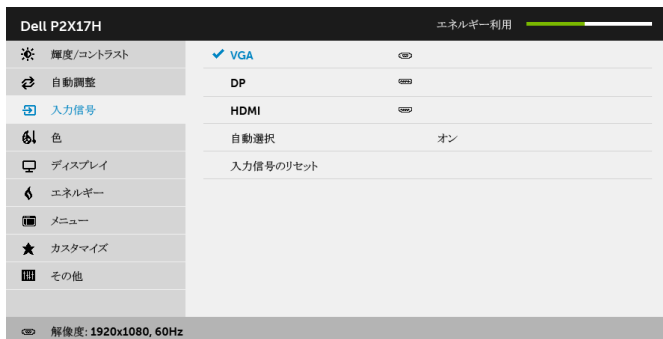 Dell P2X17H エネルギー利用
輝度/コントラスト VGA
自動調整 DP
入力信号 HDMI
色 自動選択 オン
ディスプレイ 入力信号のリセット
エネルギー
メニュー
カスタマイズ
その他
解像度: 1920x1080, 60Hz